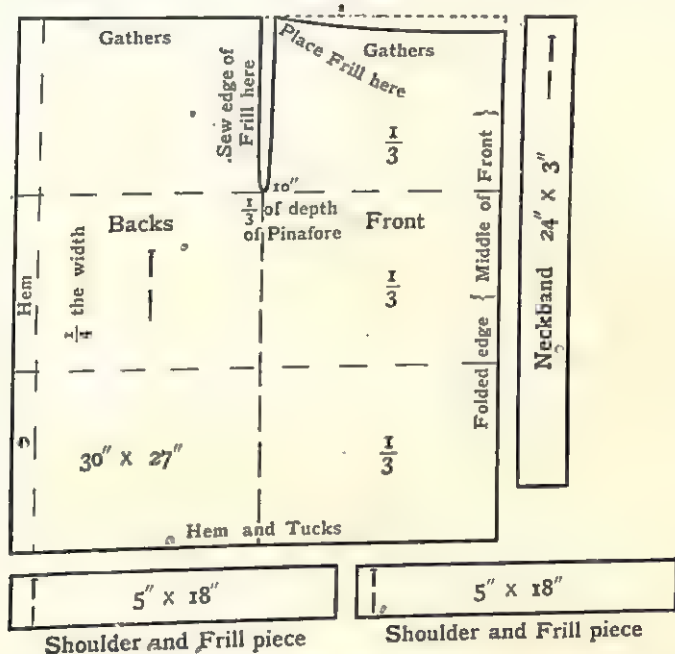 1
Gathers
Sew edge of
Frill here
Place Frill here
Gathers
1/3
10"
1/3 of depth
of Pinafore
Backs
Front
Hem
1/4 the width
1/3
Folded edge { Middle of Front }
Neckband 24" X 3"
30" X 27"
1/3
Hem and Tucks
5" X 18"
Shoulder and Frill piece
5" X 18"
Shoulder and Frill piece